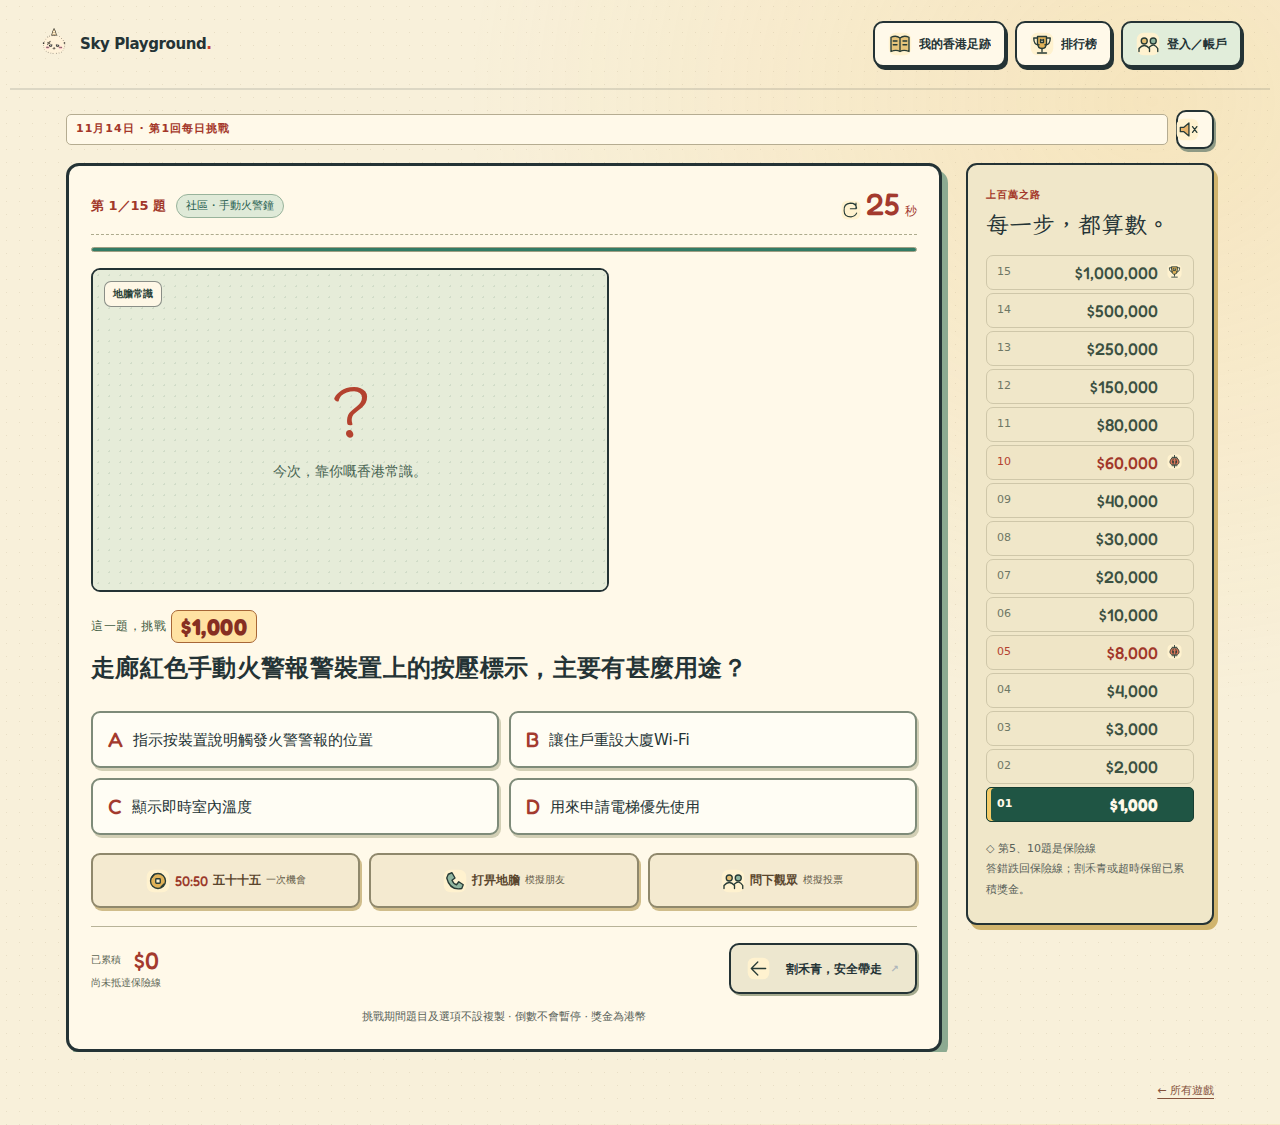 Sky Playground.
我的香港足跡
排行榜
登入／帳戶
11月14日 · 第1回每日挑戰
第 1／15 題
社區・手動火警鐘
25 秒
地膽常識
?
今次，靠你嘅香港常識。
這一題，挑戰 $1,000
走廊紅色手動火警報警裝置上的按壓標示，主要有甚麼用途？
A 指示按裝置說明觸發火警警報的位置
B 讓住戶重設大廈Wi-Fi
C 顯示即時室內溫度
D 用來申請電梯優先使用
50:50 五十十五 一次機會
打畀地膽 模擬朋友
問下觀眾 模擬投票
已累積 $0
尚未抵達保險線
割禾青，安全帶走 ↗
挑戰期間題目及選項不設複製 · 倒數不會暫停 · 獎金為港幣
上百萬之路
每一步，都算數。
15 $1,000,000
14 $500,000
13 $250,000
12 $150,000
11 $80,000
10 $60,000
09 $40,000
08 $30,000
07 $20,000
06 $10,000
05 $8,000
04 $4,000
03 $3,000
02 $2,000
01 $1,000
◇ 第5、10題是保險線
答錯跌回保險線；割禾青或超時保留已累
積獎金。
← 所有遊戲